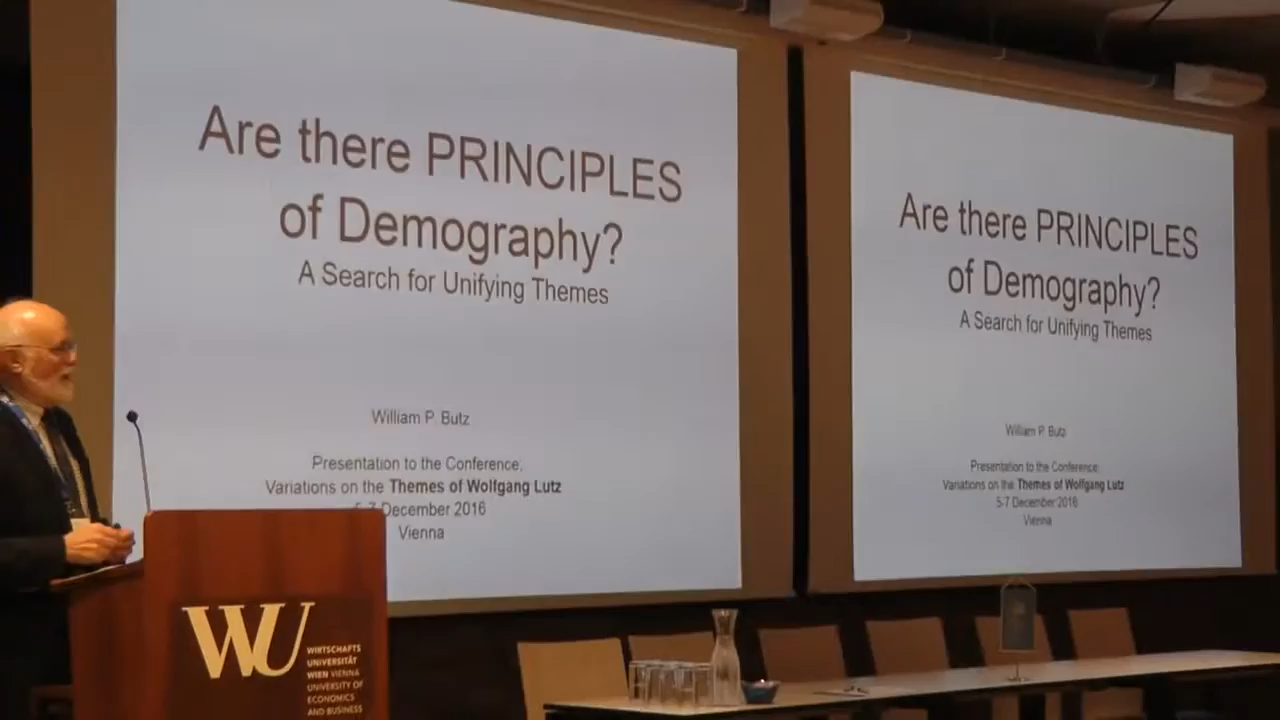 Are there PRINCIPLES
of Demography?
A Search for Unifying Themes
William P. Butz
Presentation to the Conference,
Variations on the Themes of Wolfgang Lutz
5-7 December 2016
Vienna
Are there PRINCIPLES
of Demography?
A Search for Unifying Themes
William P. Butz
Presentation to the Conference,
Variations on the Themes of Wolfgang Lutz
5-7 December 2016
Vienna
WU
WIRTSCHAFTS
UNIVERSITÄT
WIEN VIENNA
UNIVERSITY OF
ECONOMICS
AND BUSINESS